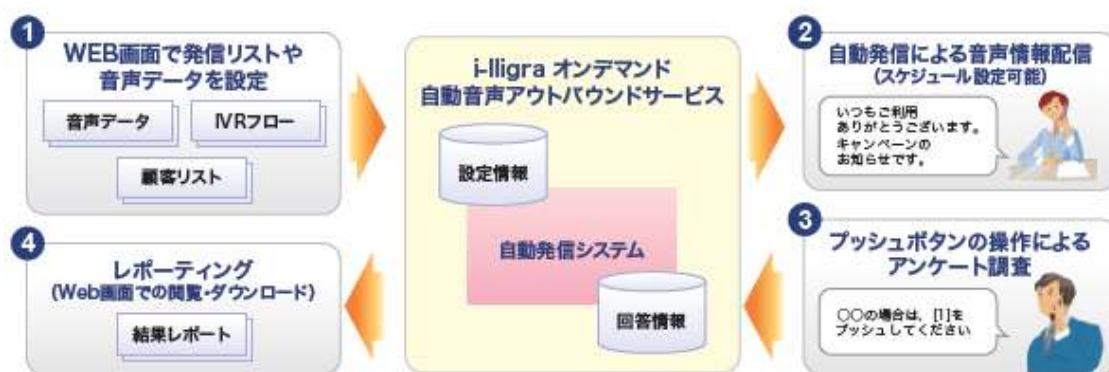 1
WEB画面で発信リストや
音声データを設定
音声データ
IVRフロー
顧客リスト
i-lligra オンデマンド
自動音声アウトバウンドサービス
設定情報
自動発信システム
回答情報
2
自動発信による音声情報配信
(スケジュール設定可能)
いつもご利用
ありがとうございます。
キャンペーンの
お知らせです。
3
プッシュボタンの操作による
アンケート調査
○○の場合は、[1]を
プッシュしてください
4
レポーティング
(Web画面での閲覧・ダウンロード)
結果レポート